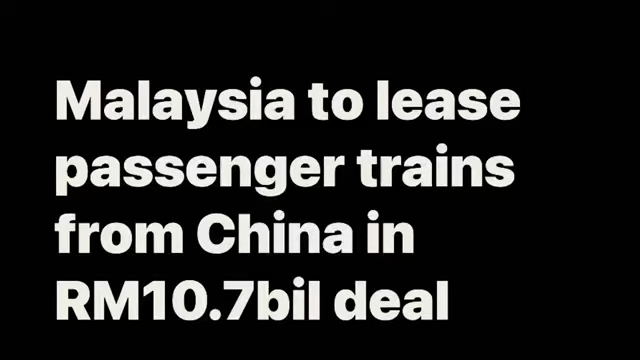 Malaysia to lease
passenger trains
from China in
RM10.7bil deal